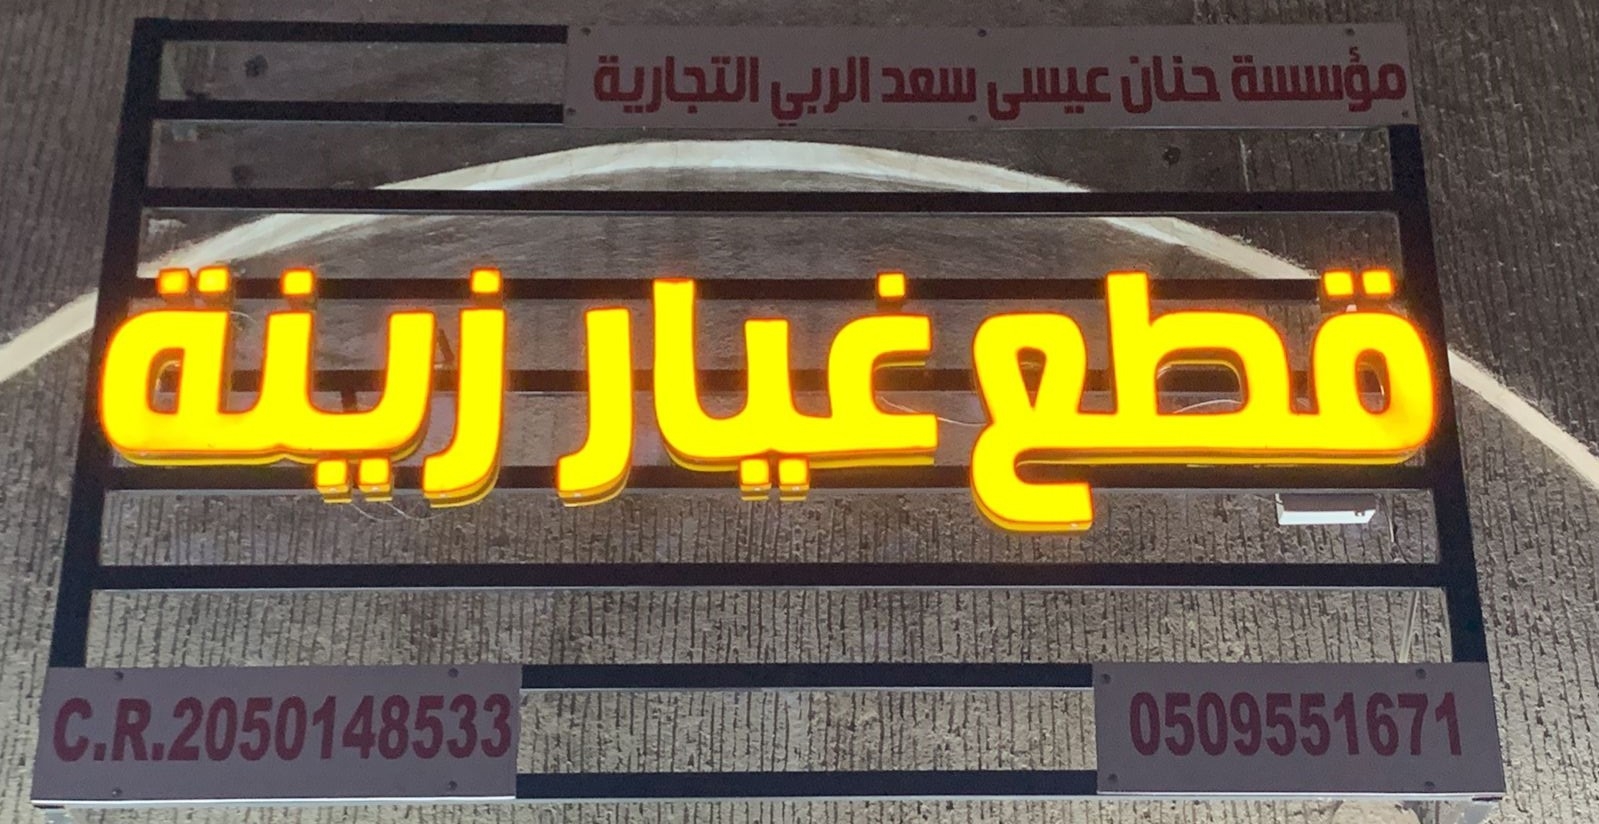 مؤسسة حنان عيسى سعد الربي التجارية
قطع غيار زينة
C.R.2050148533
0509551671